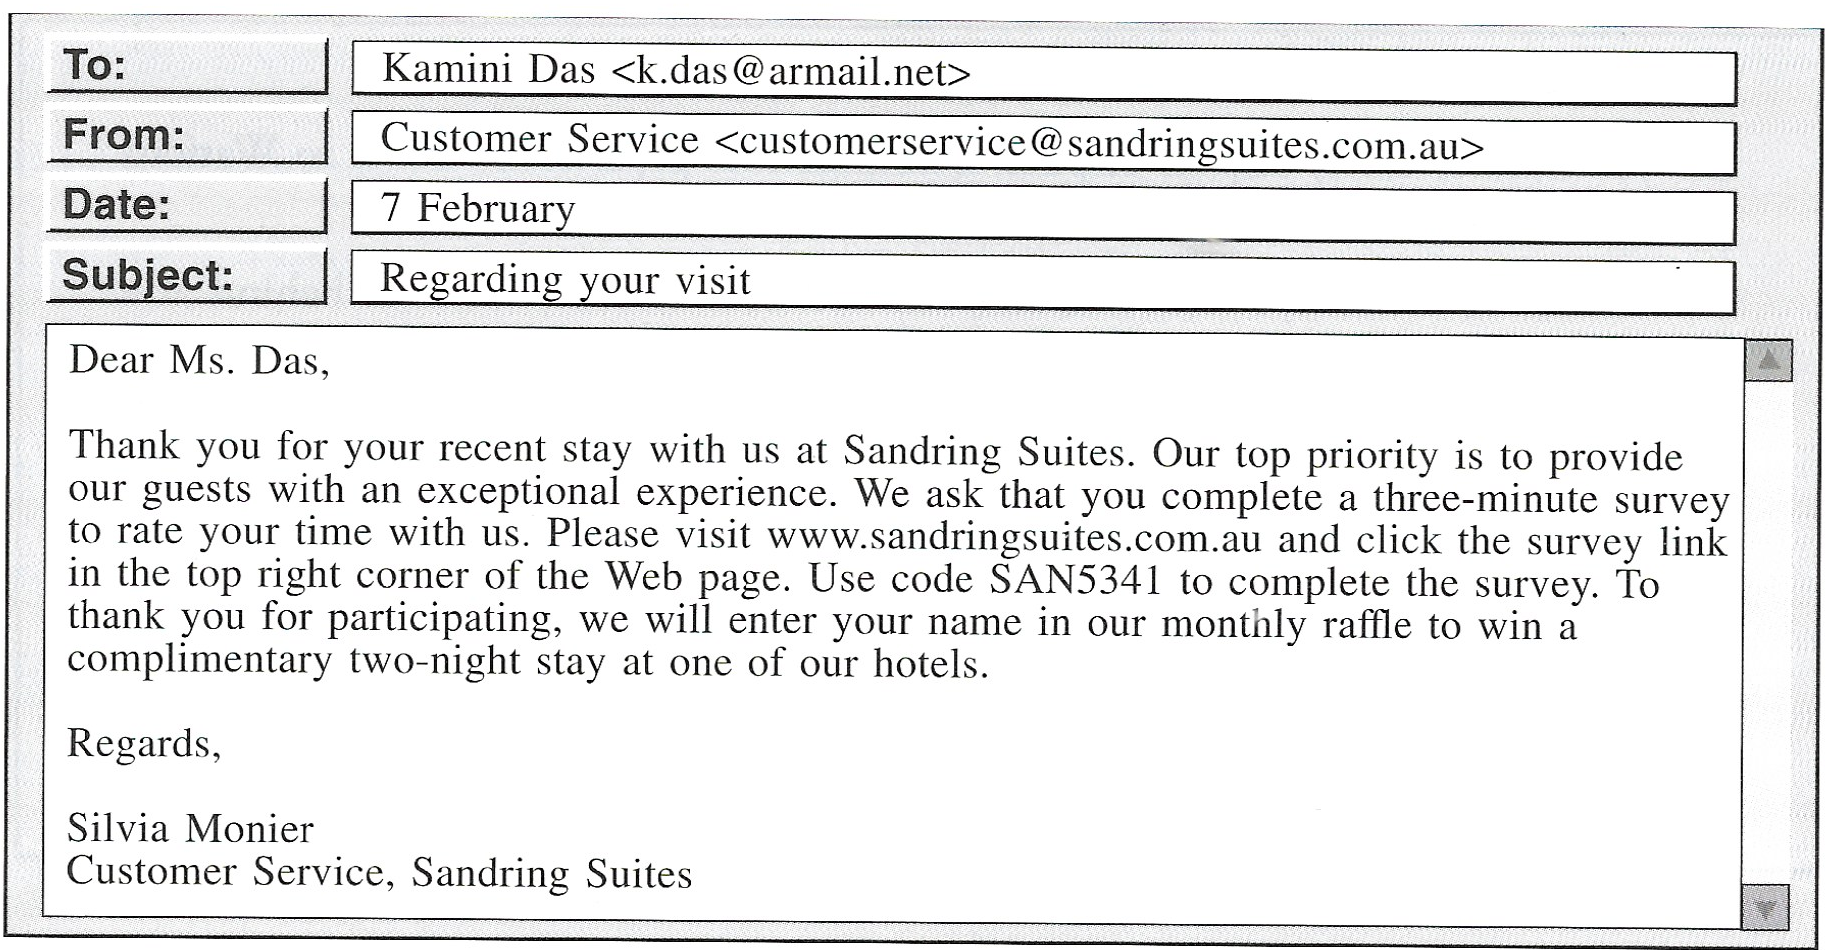 To: Kamini Das <k.das@armail.net>
From: Customer Service <customerservice@sandringsuites.com.au>
Date: 7 February
Subject: Regarding your visit
Dear Ms. Das,
Thank you for your recent stay with us at Sandring Suites. Our top priority is to provide
our guests with an exceptional experience. We ask that you complete a three-minute survey
to rate your time with us. Please visit www.sandringsuites.com.au and click the survey link
in the top right corner of the Web page. Use code SAN5341 to complete the survey. To
thank you for participating, we will enter your name in our monthly raffle to win a
complimentary two-night stay at one of our hotels.
Regards,
Silvia Monier
Customer Service, Sandring Suites